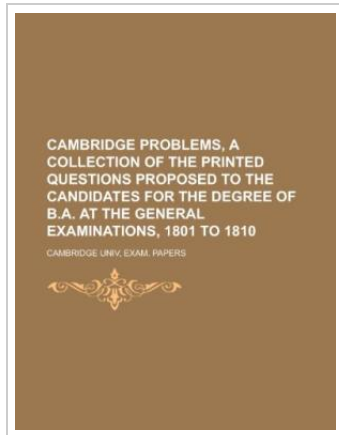 CAMBRIDGE PROBLEMS, A
COLLECTION OF THE PRINTED
QUESTIONS PROPOSED TO THE
CANDIDATES FOR THE DEGREE OF
B.A. AT THE GENERAL
EXAMINATIONS, 1801 TO 1810
CAMBRIDGE UNIV, EXAM. PAPERS